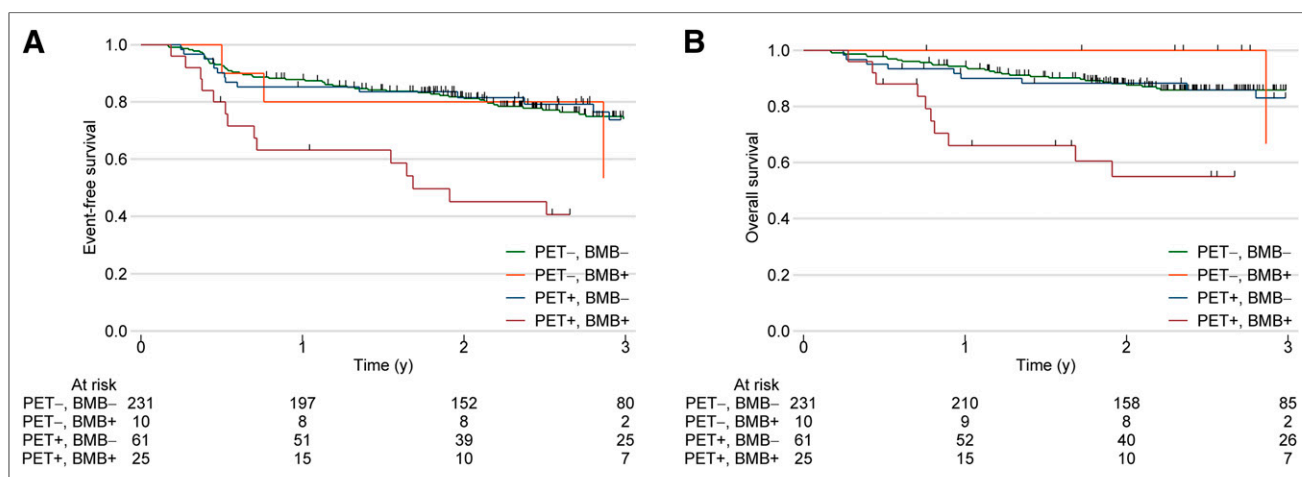 A
1.0
0.8
0.6
0.4
0.2
0.0
Event-free survival
PET–, BMB–
PET–, BMB+
PET+, BMB–
PET+, BMB+
0 1 2 3
Time (y)
At risk
PET–, BMB– 231 197 152 80
PET–, BMB+ 10 8 8 2
PET+, BMB– 61 51 39 25
PET+, BMB+ 25 15 10 7
B
1.0
0.8
0.6
0.4
0.2
0.0
Overall survival
PET–, BMB–
PET–, BMB+
PET+, BMB–
PET+, BMB+
0 1 2 3
Time (y)
At risk
PET–, BMB– 231 210 158 85
PET–, BMB+ 10 9 8 2
PET+, BMB– 61 52 40 26
PET+, BMB+ 25 15 10 7